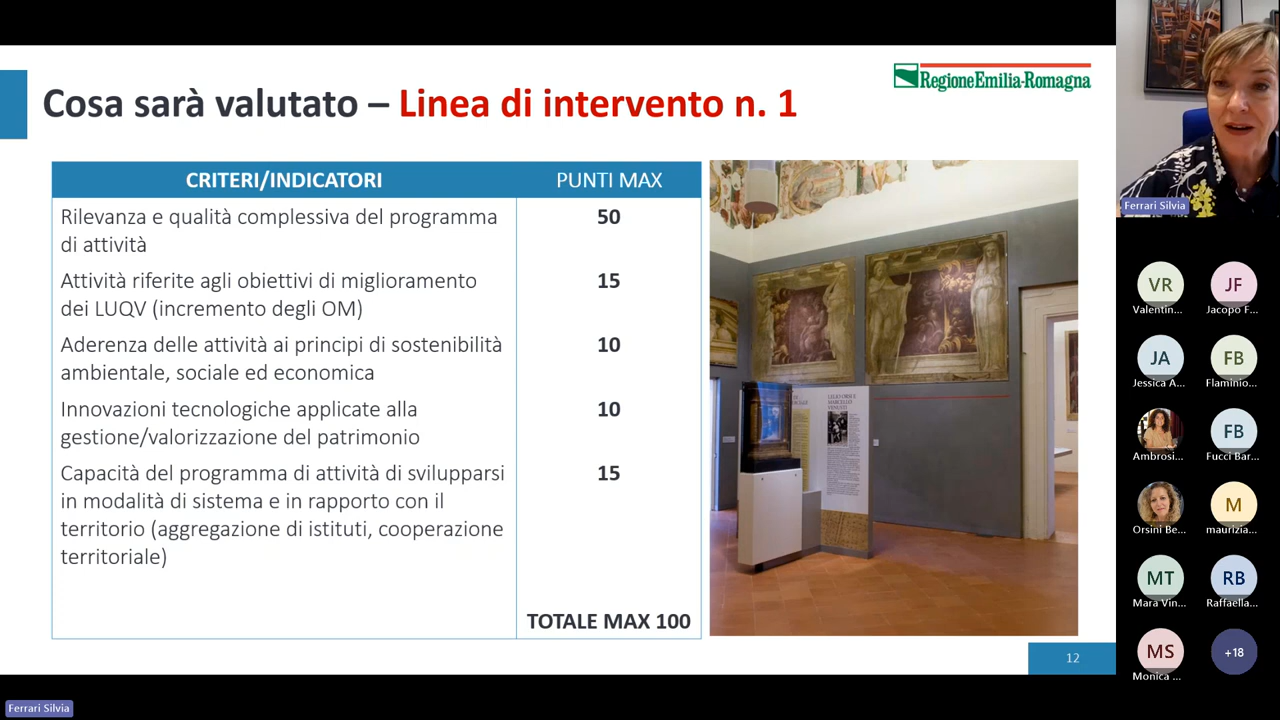 Cosa sarà valutato – Linea di intervento n. 1
RegioneEmilia-Romagna
CRITERI/INDICATORI
PUNTI MAX
Rilevanza e qualità complessiva del programma
di attività
50
Attività riferite agli obiettivi di miglioramento
dei LUQV (incremento degli OM)
15
Aderenza delle attività ai principi di sostenibilità
ambientale, sociale ed economica
10
Innovazioni tecnologiche applicate alla
gestione/valorizzazione del patrimonio
10
Capacità del programma di attività di svilupparsi
in modalità di sistema e in rapporto con il
territorio (aggregazione di istituti, cooperazione
territoriale)
15
TOTALE MAX 100
LELIO ORSI E
MARCELLO
VENUSTI
12
Ferrari Silvia
VR
Valentin...
JF
Jacopo F...
JA
Jessica A...
FB
Flaminio...
Ambrosi...
FB
Fucci Bar...
Orsini Be...
M
maurizia...
MT
Mara Vin...
RB
Raffaella...
MS
Monica ...
+18
Ferrari Silvia